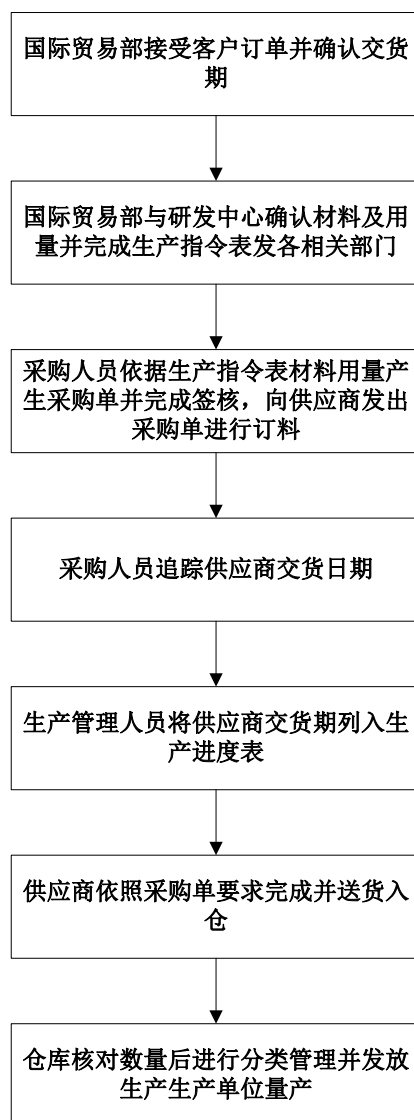 国际贸易部接受客户订单并确认交货
期
国际贸易部与研发中心确认材料及用
量并完成生产指令表发各相关部门
采购人员依据生产指令表材料用量产
生采购单并完成签核，向供应商发出
采购单进行订料
采购人员追踪供应商交货日期
生产管理人员将供应商交货期列入生
产进度表
供应商依照采购单要求完成并送货入
仓
仓库核对数量后进行分类管理并发放
生产生产单位量产